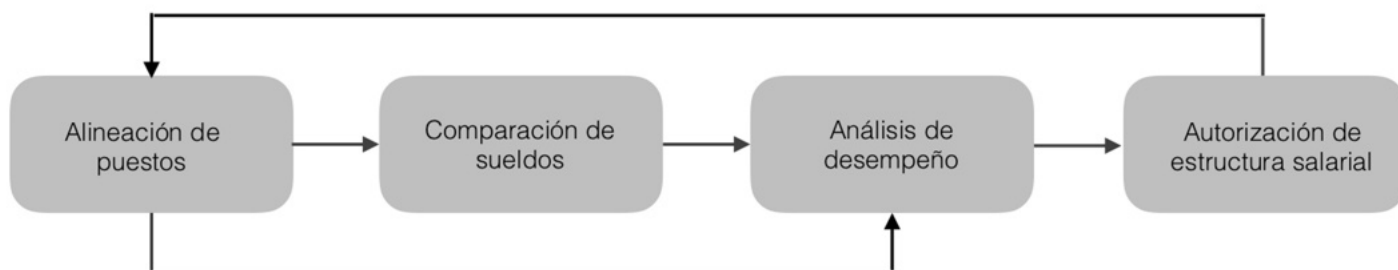 Alineación de
puestos
Comparación de
sueldos
Análisis de
desempeño
Autorización de
estructura salarial